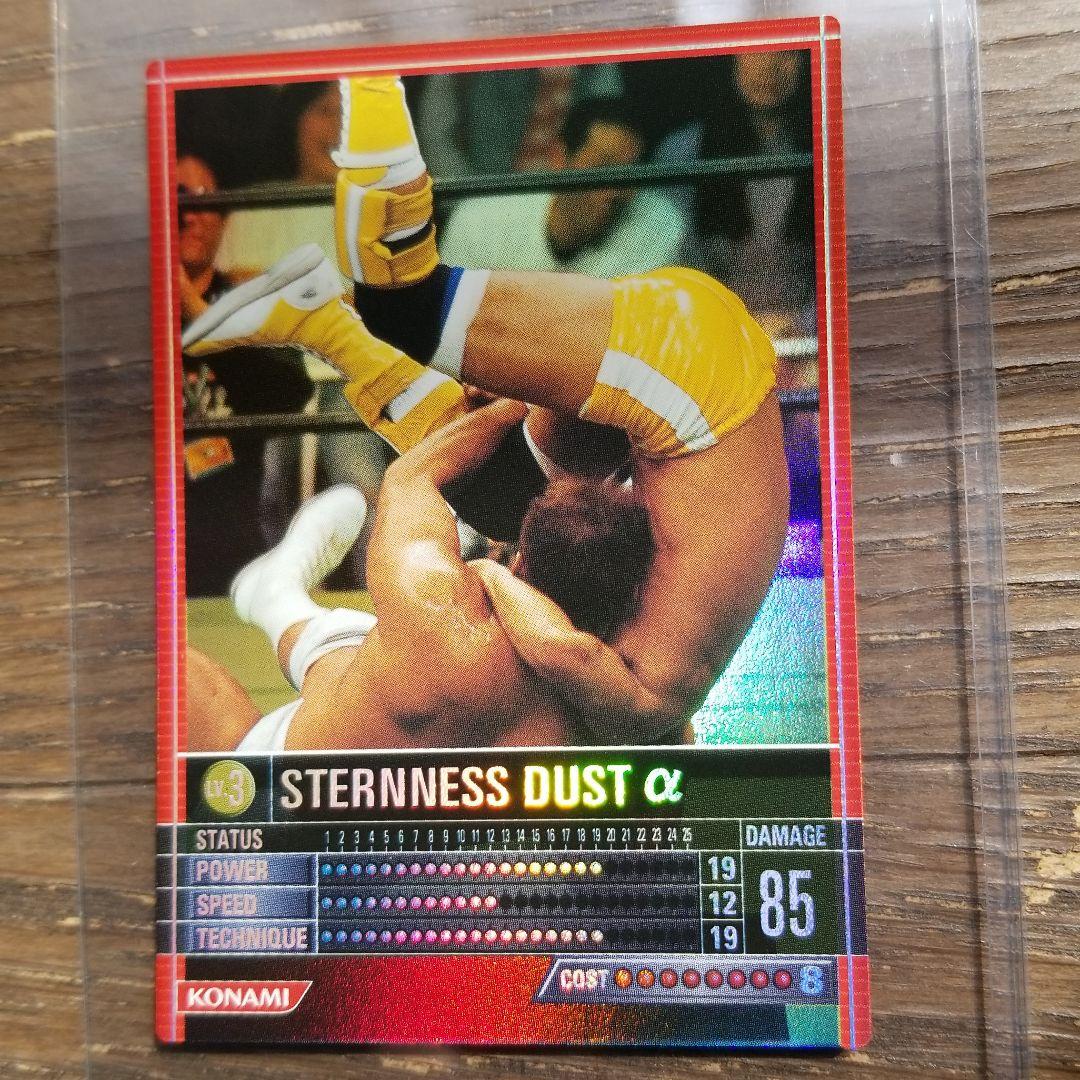 LV.3 STERNNESS DUST α
STATUS 1 2 3 4 5 6 7 8 9 10 11 12 13 14 15 16 17 18 19 20 21 22 23 24 25 DAMAGE
POWER 19
SPEED 12 85
TECHNIQUE 19
COST 8
KONAMI